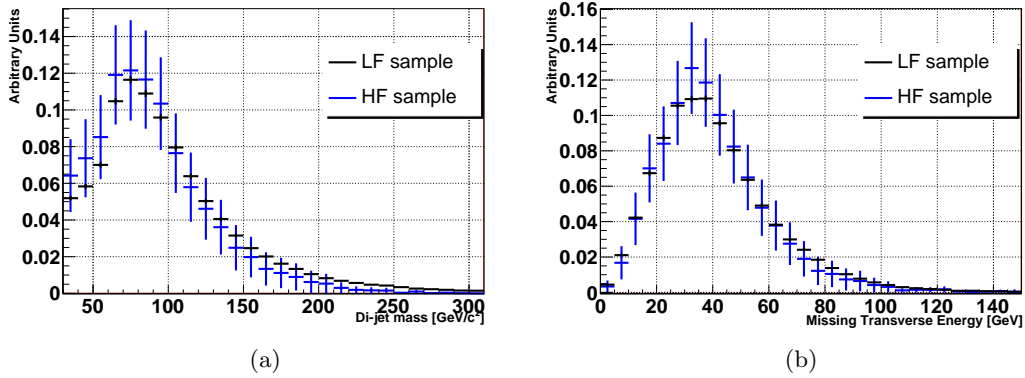 Arbitrary Units
0.14
0.12
0.1
0.08
0.06
0.04
0.02
0
LF sample
HF sample
50 100 150 200 250 300
Di-jet mass [GeV/c²]
(a)
Arbitrary Units
0.16
0.14
0.12
0.1
0.08
0.06
0.04
0.02
0
LF sample
HF sample
0 20 40 60 80 100 120 140
Missing Transverse Energy [GeV]
(b)